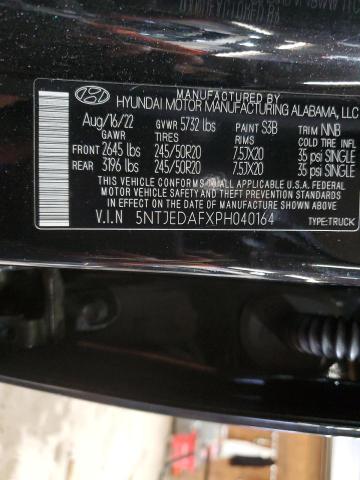 MANUFACTURED BY
HYUNDAI MOTOR MANUFACTURING ALABAMA, LLC
Aug/16/22 GVWR 5732 lbs PAINT S3B TRIM NNB
GAWR TIRES RIMS COLD TIRE INFL
FRONT 2645 lbs 245/50R20 7.5JX20 35 psi SINGLE
REAR 3196 lbs 245/50R20 7.5JX20 35 psi SINGLE
THIS VEHICLE CONFORMS TO ALL APPLICABLE U.S. FEDERAL
MOTOR VEHICLE SAFETY AND THEFT PREVENTION STANDARDS
IN EFFECT ON THE DATE OF MANUFACTURE SHOWN ABOVE.
V.I.N 5NTJEDAFXPH040164 TYPE:TRUCK